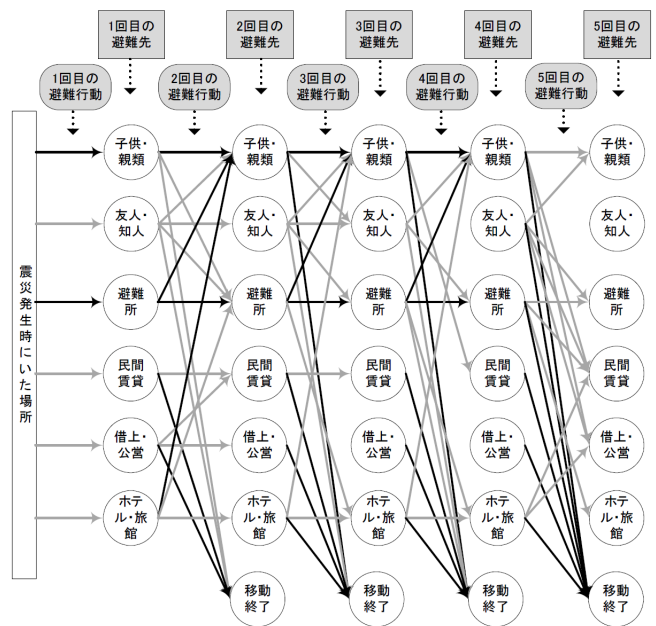 1回目の
避難先
2回目の
避難先
3回目の
避難先
4回目の
避難先
5回目の
避難先
1回目の
避難行動
2回目の
避難行動
3回目の
避難行動
4回目の
避難行動
5回目の
避難行動
震災発生時にいた場所
子供・
親類
子供・
親類
子供・
親類
子供・
親類
子供・
親類
友人・
知人
友人・
知人
友人・
知人
友人・
知人
友人・
知人
避難
所
避難
所
避難
所
避難
所
避難
所
民間
賃貸
民間
賃貸
民間
賃貸
民間
賃貸
民間
賃貸
借上・
公営
借上・
公営
借上・
公営
借上・
公営
借上・
公営
ホテ
ル・旅
館
ホテ
ル・旅
館
ホテ
ル・旅
館
ホテ
ル・旅
館
ホテ
ル・旅
館
移動
終了
移動
終了
移動
終了
移動
終了